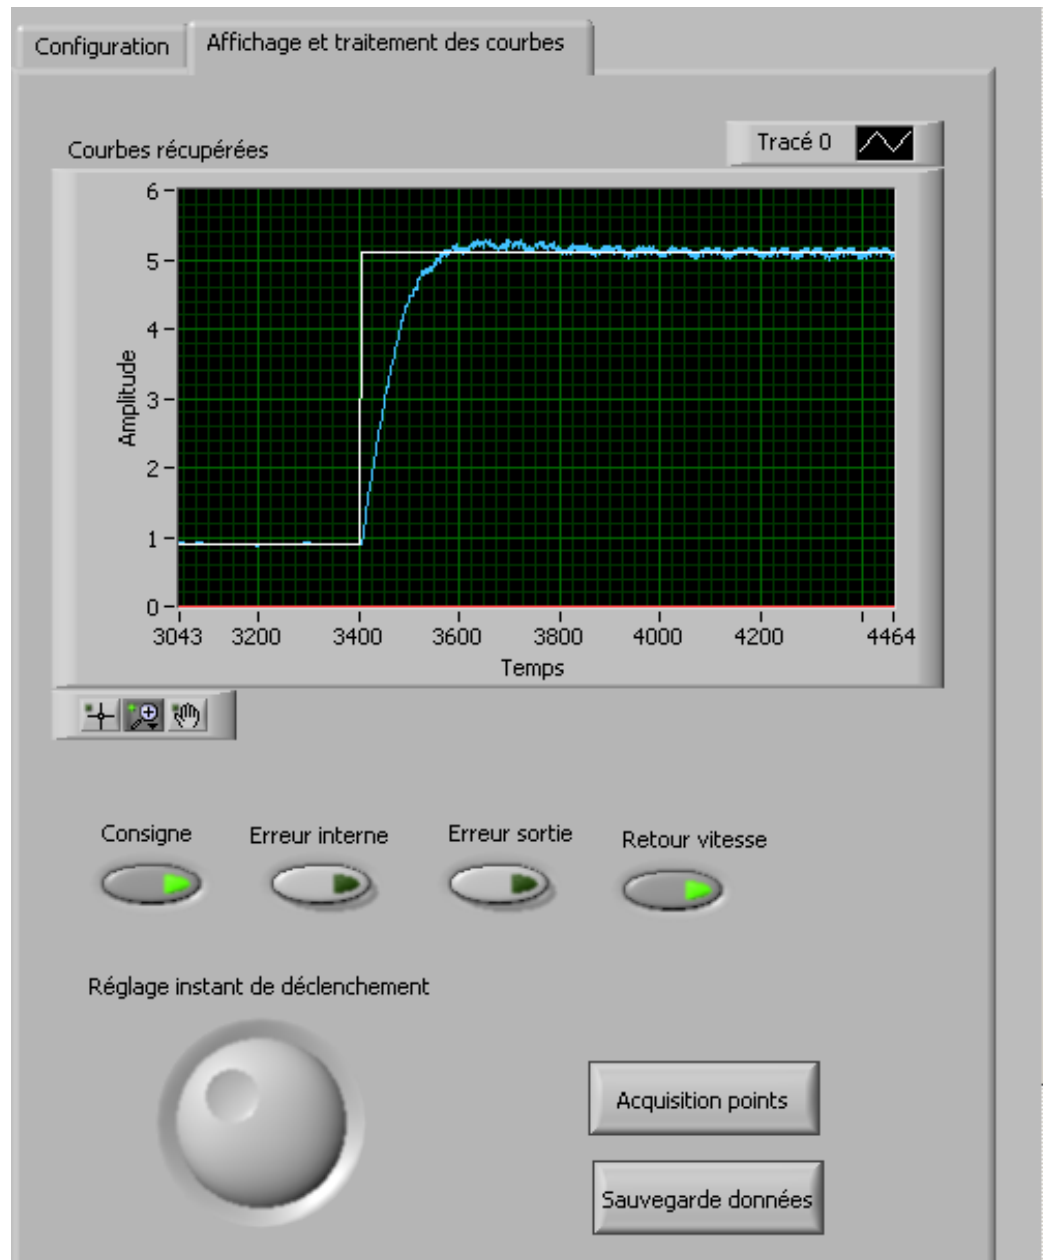 Configuration
Affichage et traitement des courbes
Courbes récupérées
Tracé 0
6
5
4
3
2
1
0
Amplitude
3043 3200 3400 3600 3800 4000 4200 4464
Temps
Consigne
Erreur interne
Erreur sortie
Retour vitesse
Réglage instant de déclenchement
Acquisition points
Sauvegarde données